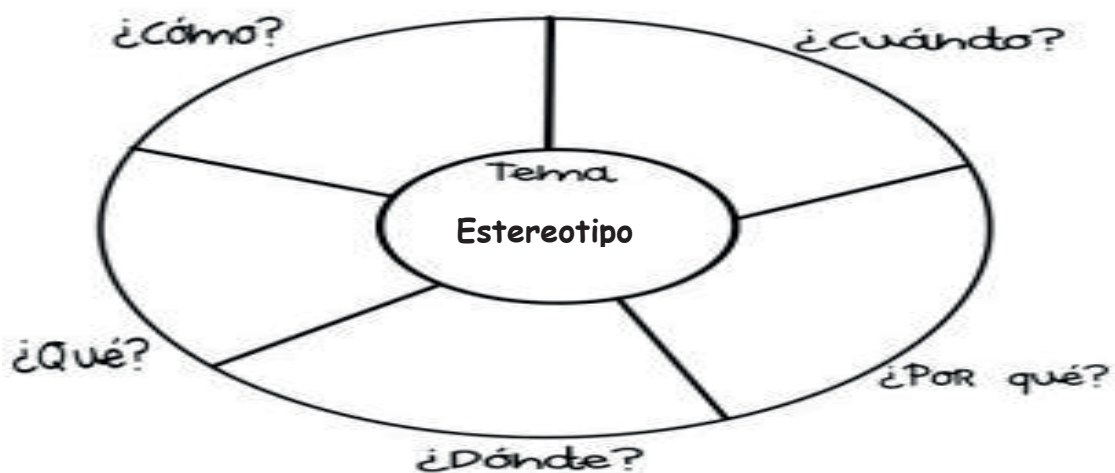 ¿Cómo?
¿Cuándo?
Tema
Estereotipo
¿Qué?
¿Por qué?
¿Dónde?